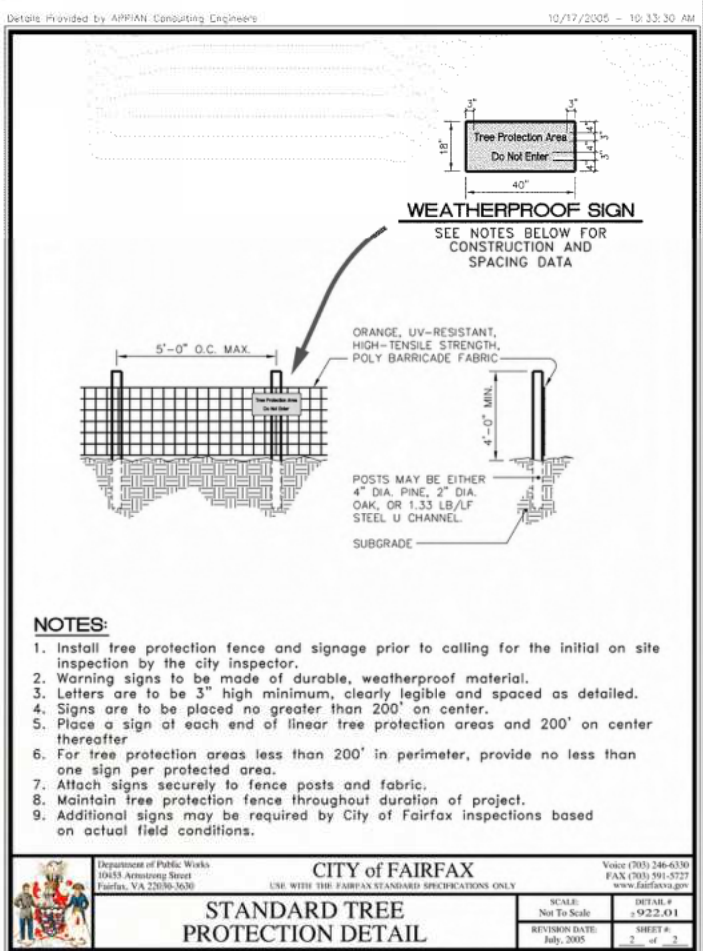 Details Provided by APPIAN Consulting Engineers
10/17/2005 - 10:33:30 AM
3" 3"
Tree Protection Area
Do Not Enter
18"
4"
3"
4"
3"
4"
40"
WEATHERPROOF SIGN
SEE NOTES BELOW FOR
CONSTRUCTION AND
SPACING DATA
5'-0" O.C. MAX.
ORANGE, UV-RESISTANT,
HIGH-TENSILE STRENGTH,
POLY BARRICADE FABRIC
Tree Protection Area
Do Not Enter
4'-0" MIN.
POSTS MAY BE EITHER
4" DIA. PINE, 2" DIA.
OAK, OR 1.33 LB/LF
STEEL U CHANNEL.
SUBGRADE
NOTES:
1. Install tree protection fence and signage prior to calling for the initial on site
inspection by the city inspector.
2. Warning signs to be made of durable, weatherproof material.
3. Letters are to be 3" high minimum, clearly legible and spaced as detailed.
4. Signs are to be placed no greater than 200' on center.
5. Place a sign at each end of linear tree protection areas and 200' on center
thereafter
6. For tree protection areas less than 200' in perimeter, provide no less than
one sign per protected area.
7. Attach signs securely to fence posts and fabric.
8. Maintain tree protection fence throughout duration of project.
9. Additional signs may be required by City of Fairfax inspections based
on actual field conditions.
Department of Public Works
10455 Armstrong Street
Fairfax, VA 22030-3630
CITY of FAIRFAX
USE WITH THE FAIRFAX STANDARD SPECIFICATIONS ONLY
Voice (703) 246-6330
FAX (703) 591-5727
www.fairfaxva.gov
STANDARD TREE
PROTECTION DETAIL
SCALE:
Not To Scale
DETAIL #
922.01
REVISION DATE:
July, 2005
SHEET #:
2 of 2